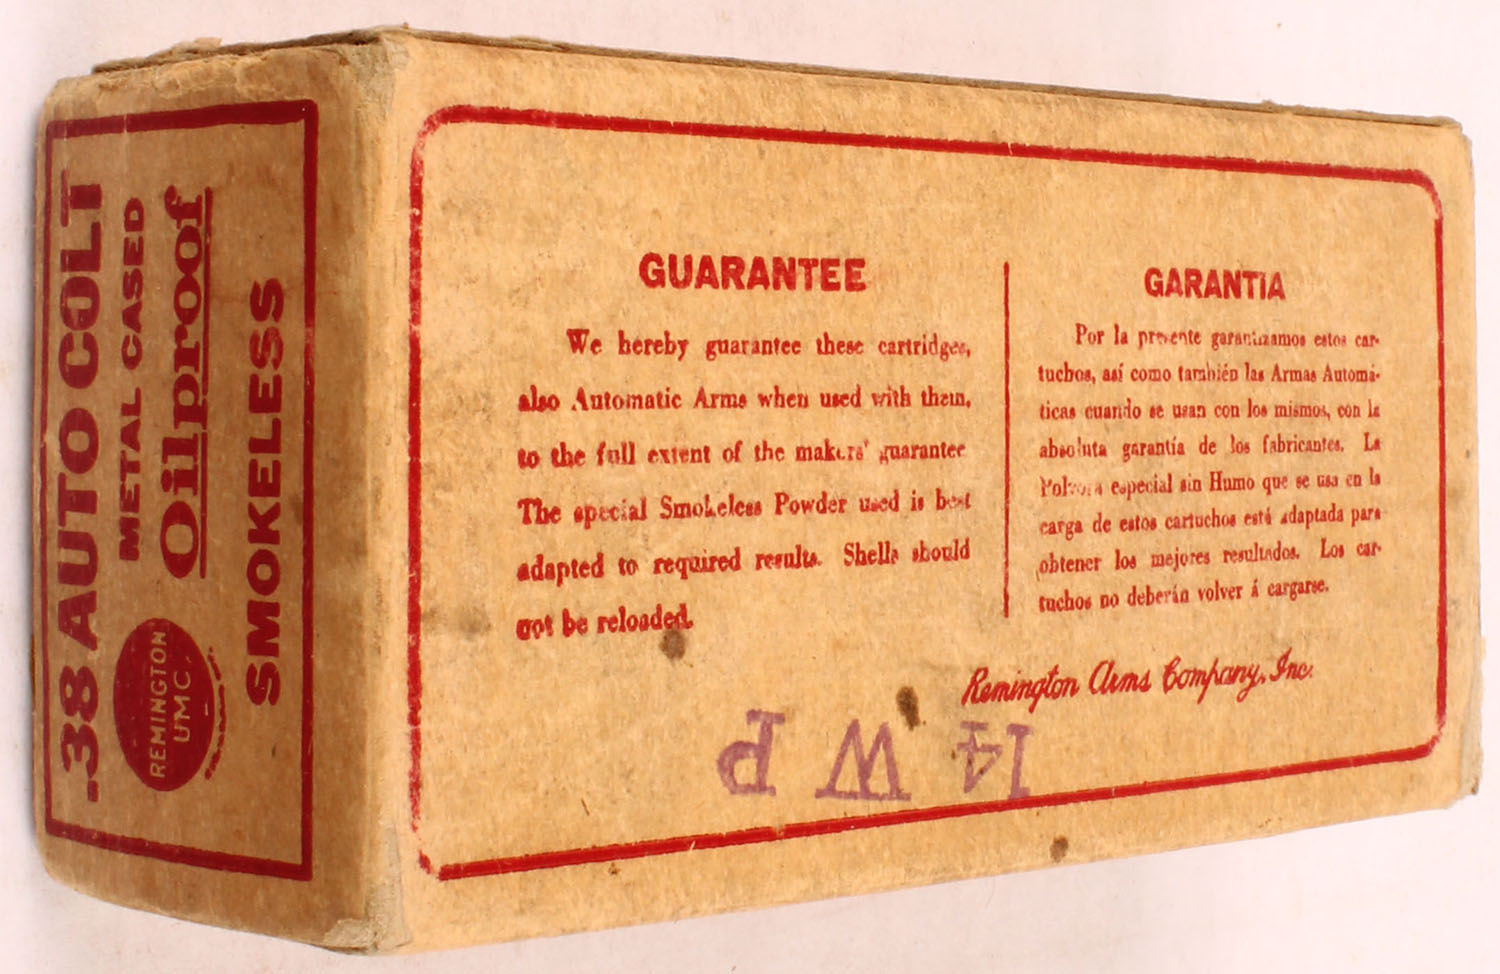 .38 AUTO COLT
METAL CASED
Oilproof
SMOKELESS
REMINGTON
UMC
GUARANTEE
We hereby guarantee these cartridges,
also Automatic Arms when used with them,
to the full extent of the makers' guarantee
The special Smokeless Powder used is best
adapted to required results. Shells should
not be reloaded.
GARANTIA
Por la presente garantizamos estos car-
tuchos, así como también las Armas Automá-
ticas cuando se usan con los mismos, con la
absoluta garantía de los fabricantes. La
Polvora especial sin Humo que se usa en la
carga de estos cartuchos está adaptada para
obtener los mejores resultados. Los car-
tuchos no deberán volver á cargarse.
Remington Arms Company, Inc.
14 W P